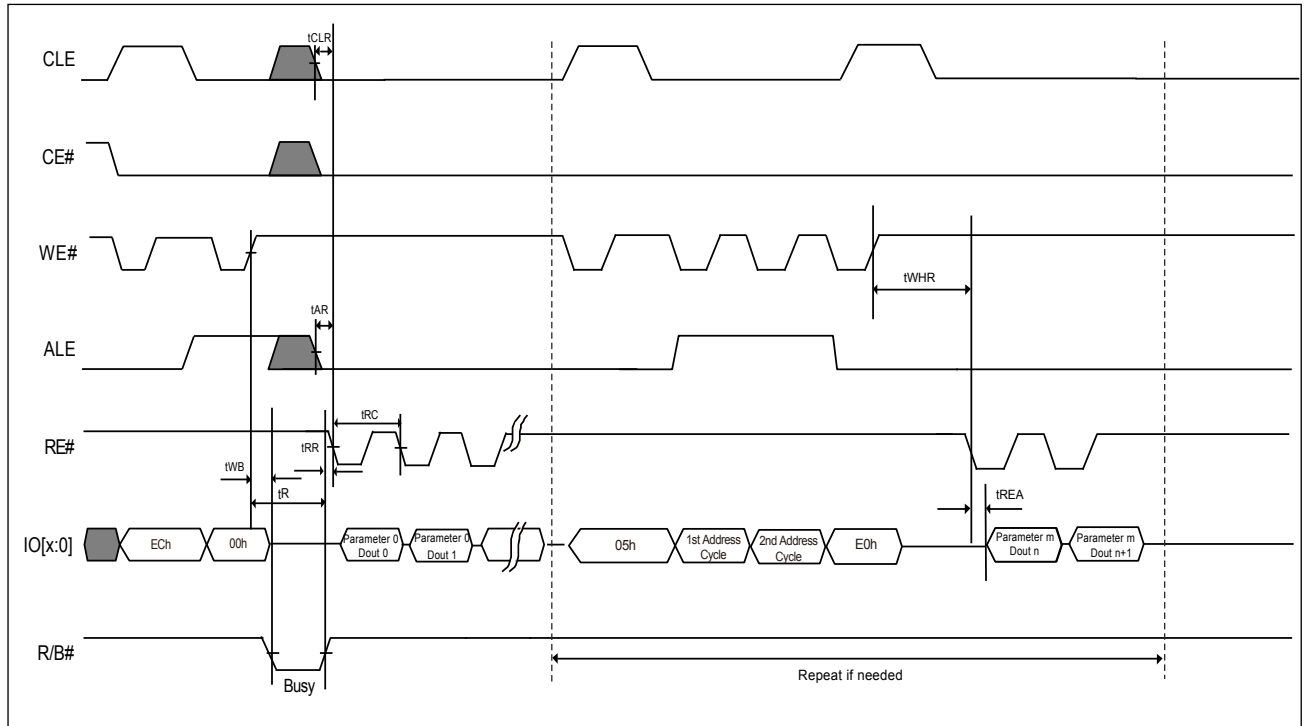 tCLR
CLE
CE#
WE#
tWHR
tAR
ALE
tRC
RE#
tRR
tWB
tREA
tR
IO[x:0]
ECh
00h
Parameter 0
Dout 0
Parameter 0
Dout 1
05h
1st Address
Cycle
2nd Address
Cycle
E0h
Parameter m
Dout n
Parameter m
Dout n+1
R/B#
Busy
Repeat if needed